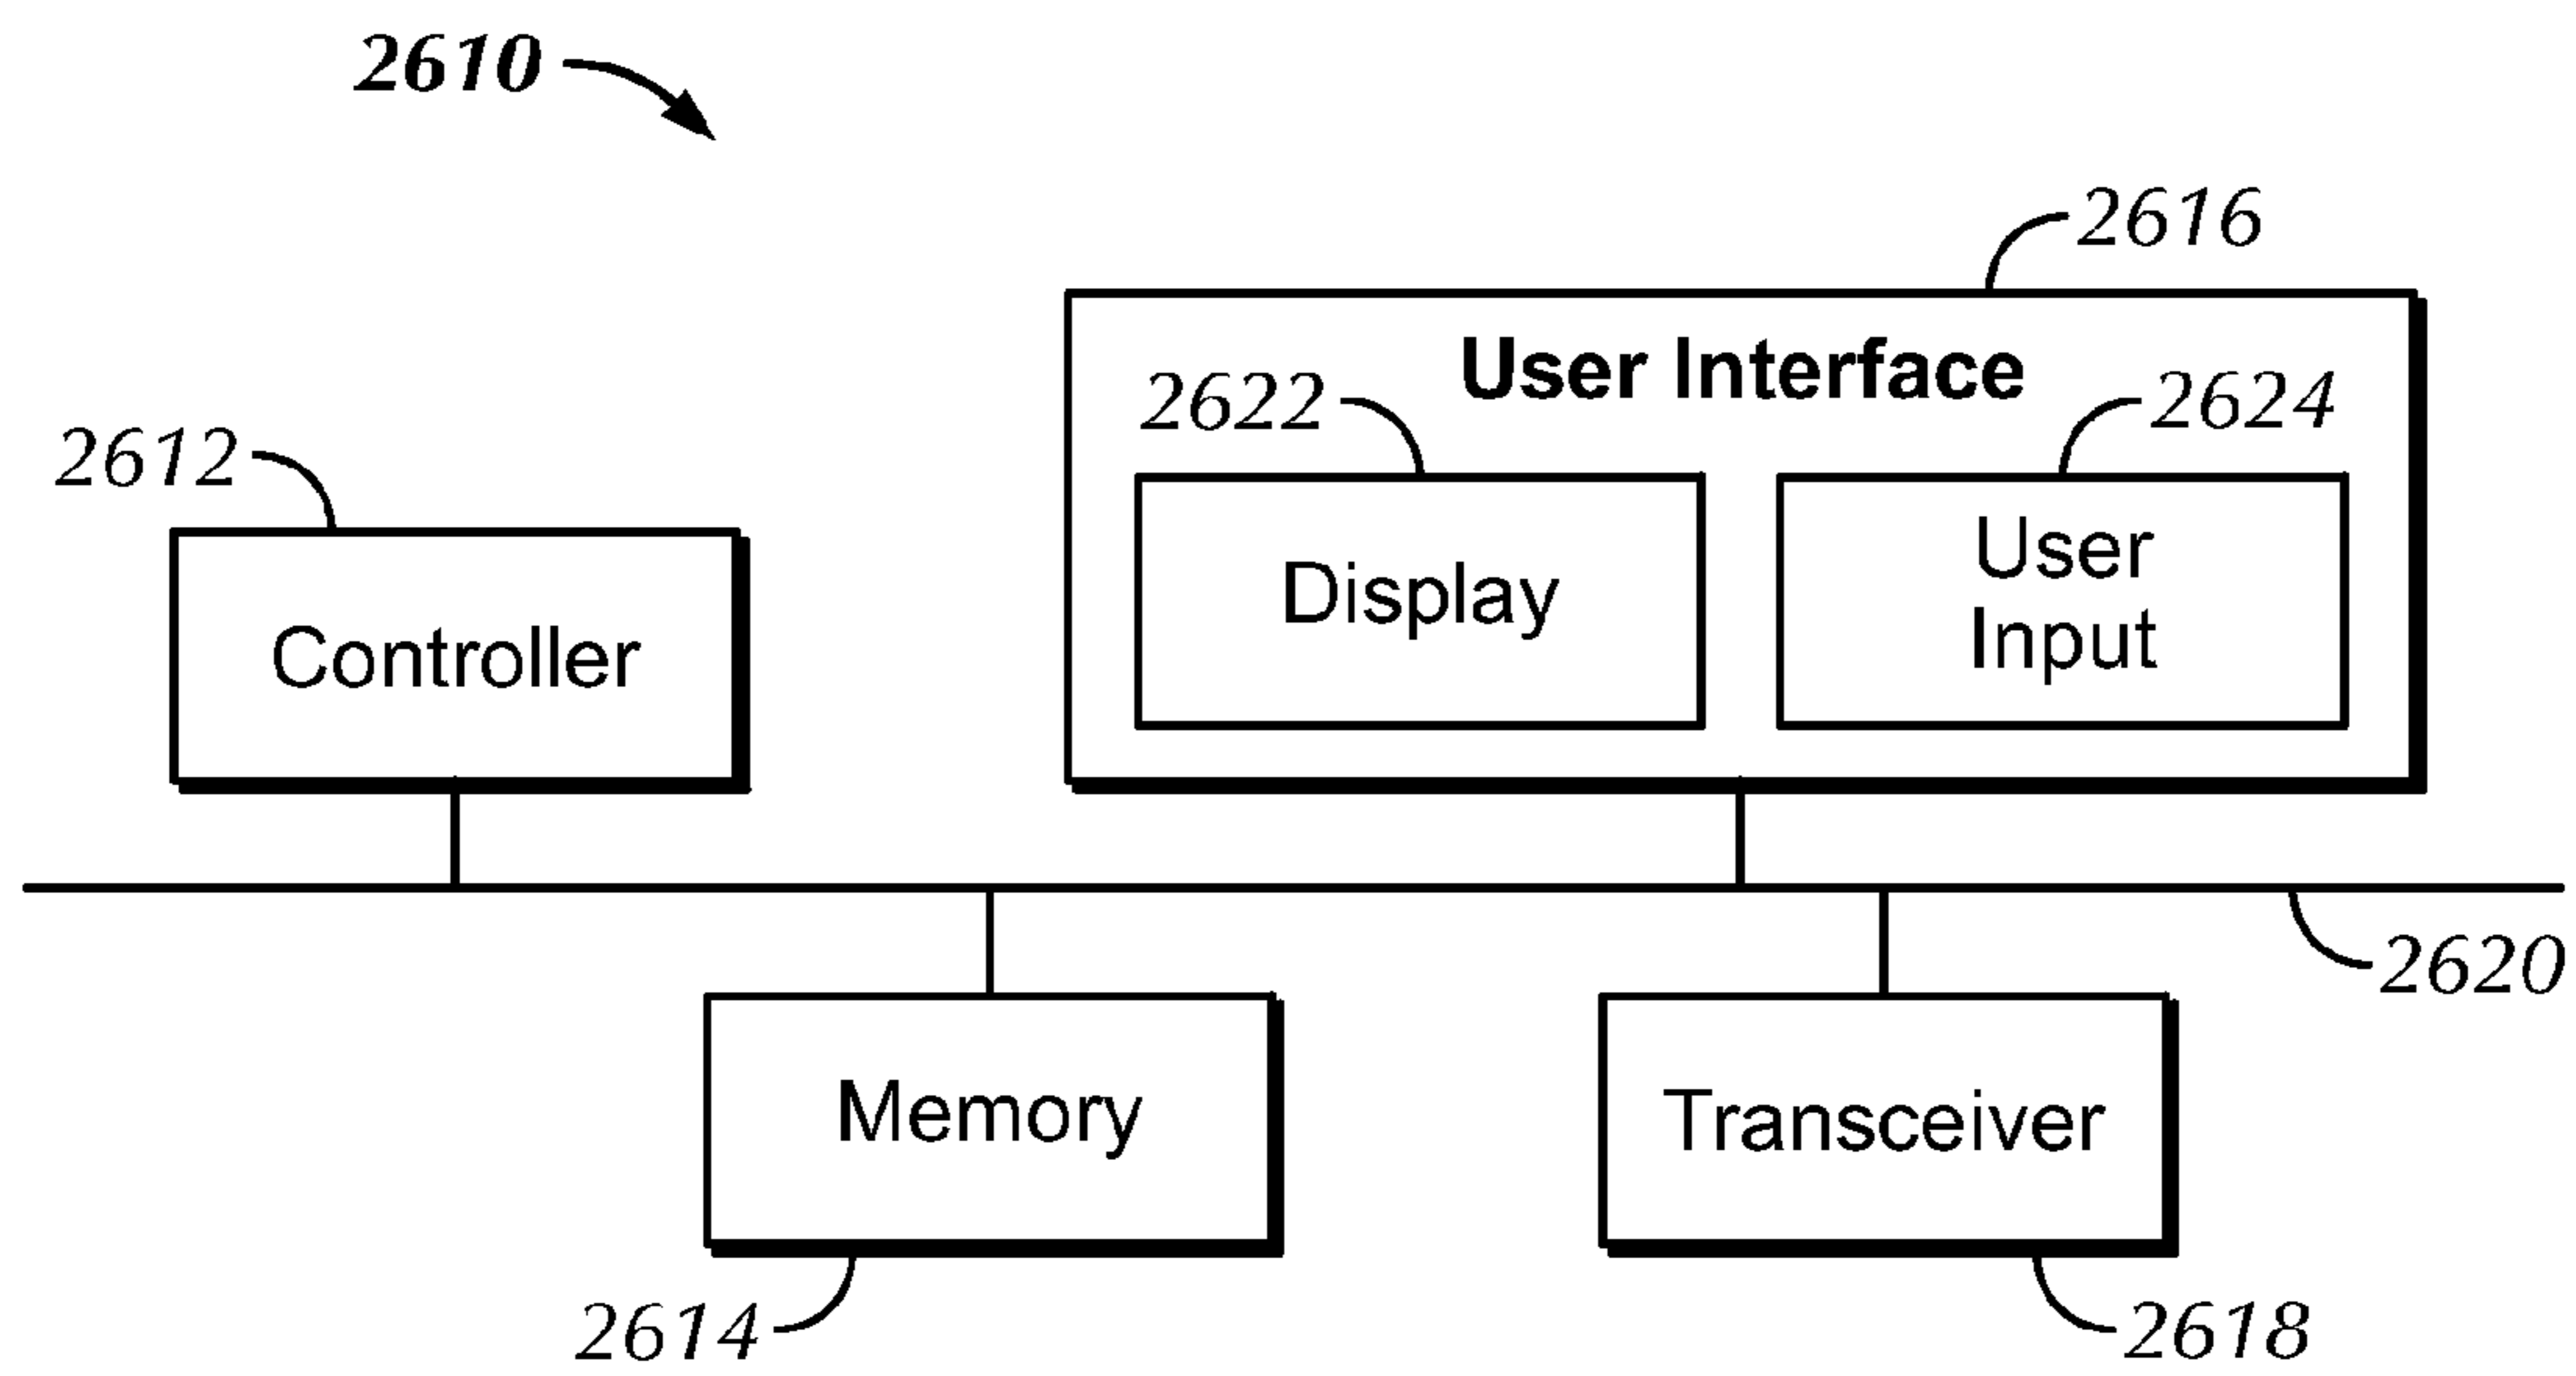 2610
2616
User Interface
2622
2624
2612
Display
User
Input
Controller
2620
Memory
Transceiver
2614
2618